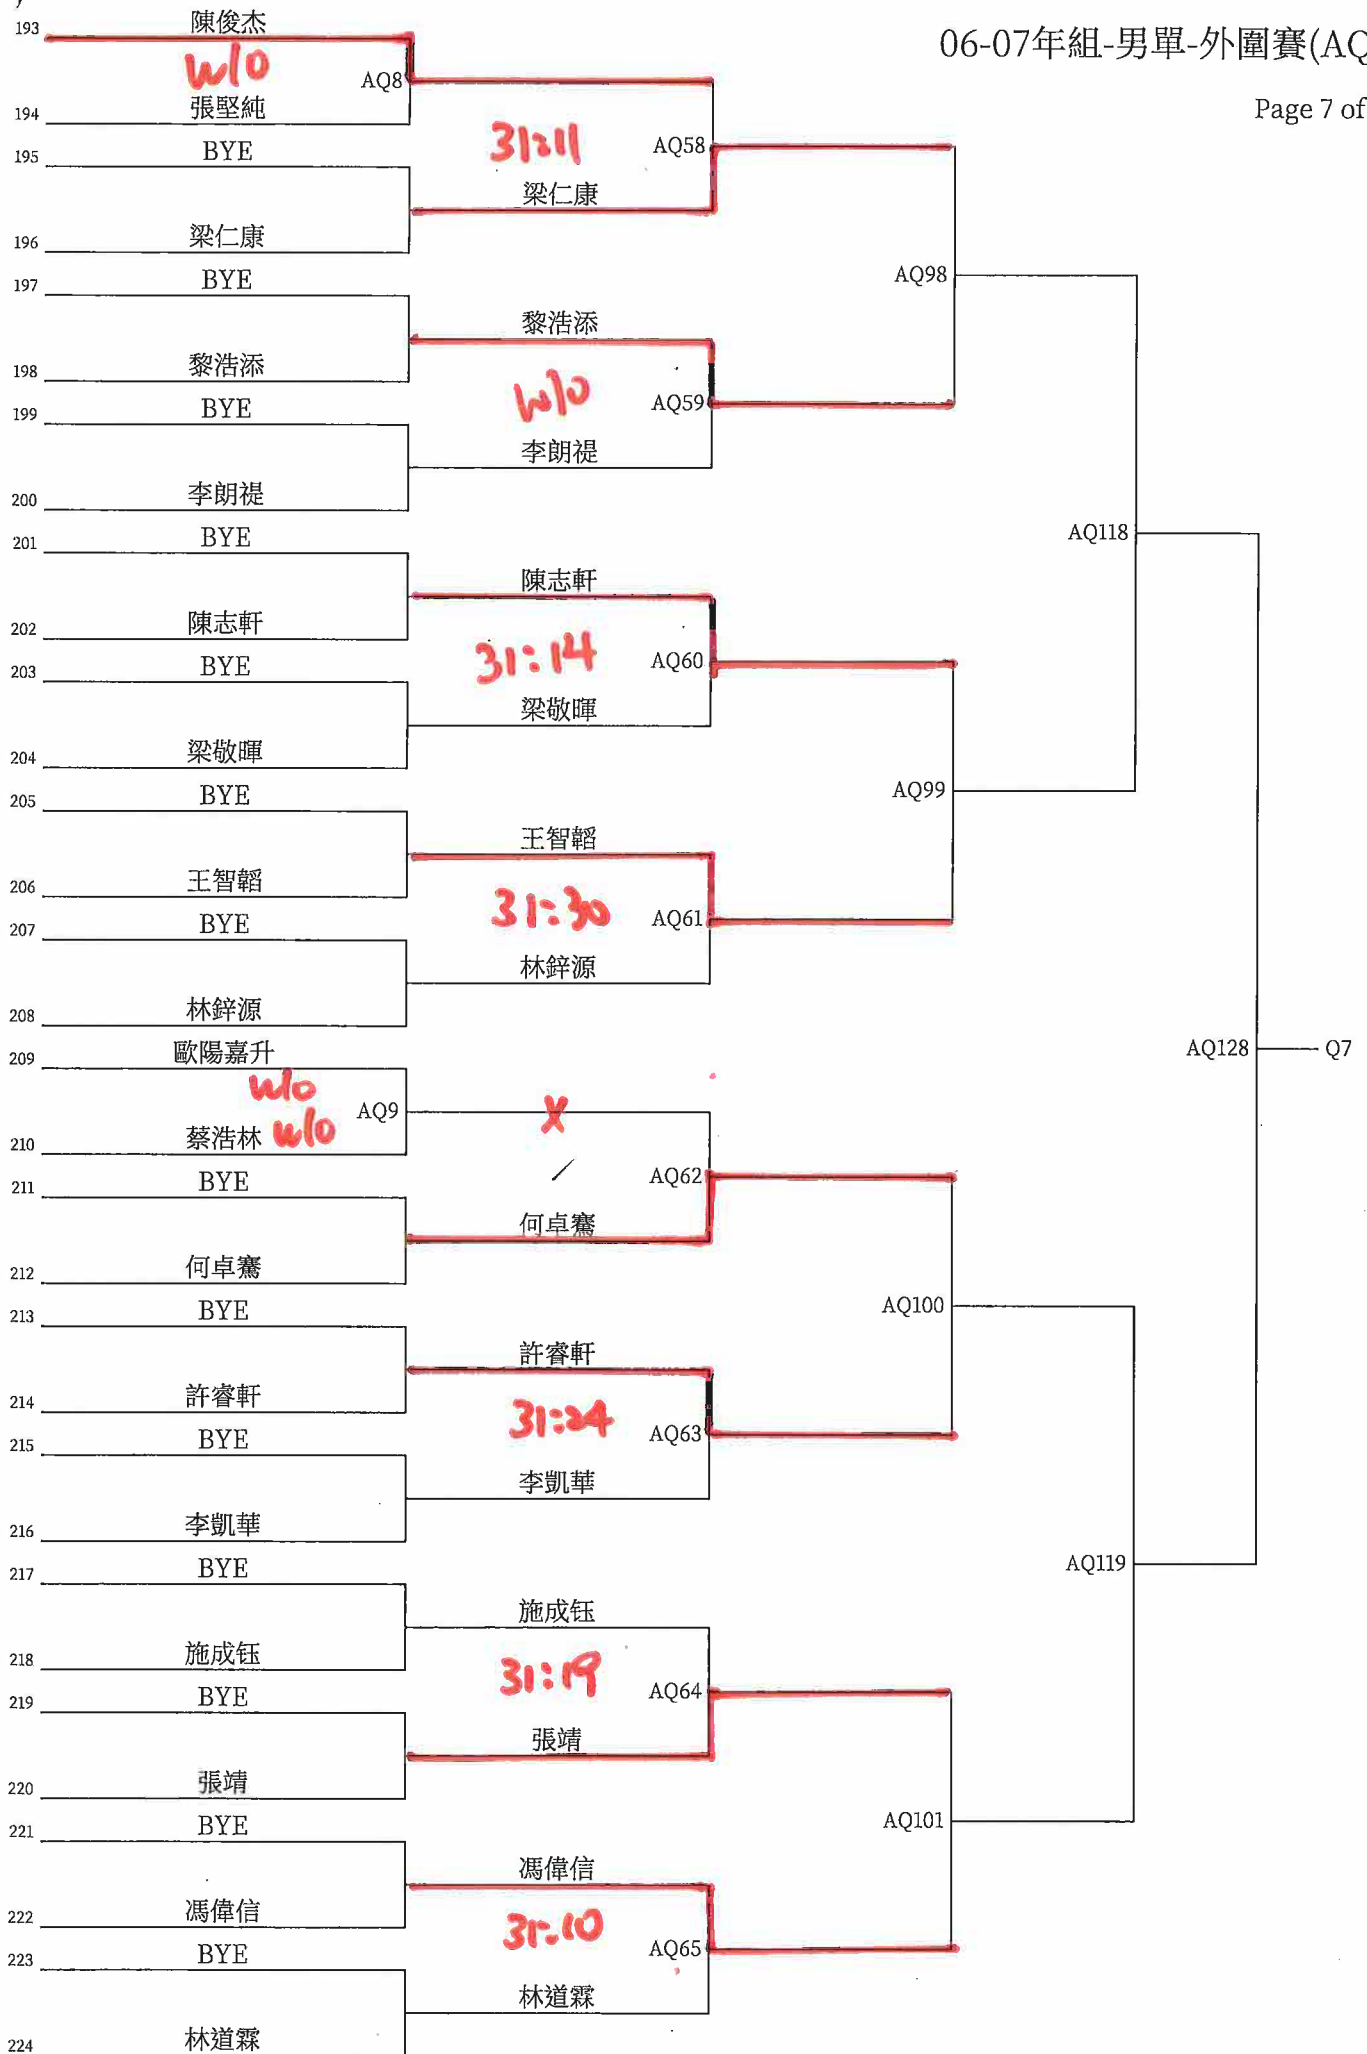 06-07年組-男單-外圍賽(AQ
Page 7 of
193 陳俊杰
w/o AQ8
194 張堅純
195 BYE
31:11 AQ58
梁仁康
196 梁仁康
197 BYE
AQ98
黎浩添
198 黎浩添
w/o AQ59
199 BYE
李朗禔
200 李朗禔
201 BYE
AQ118
陳志軒
202 陳志軒
31:14 AQ60
203 BYE
梁敬暉
204 梁敬暉
205 BYE
AQ99
王智韜
206 王智韜
31:30 AQ61
207 BYE
林鋅源
208 林鋅源
209 歐陽嘉升
AQ128 Q7
w/o
AQ9 X
210 蔡浩林 w/o
211 BYE
AQ62
何卓騫
212 何卓騫
213 BYE
AQ100
許睿軒
214 許睿軒
31:24 AQ63
215 BYE
李凱華
216 李凱華
217 BYE
AQ119
施成钰
218 施成钰
31:19 AQ64
219 BYE
張靖
220 張靖
221 BYE
AQ101
馮偉信
222 馮偉信
31:10 AQ65
223 BYE
林道霖
224 林道霖